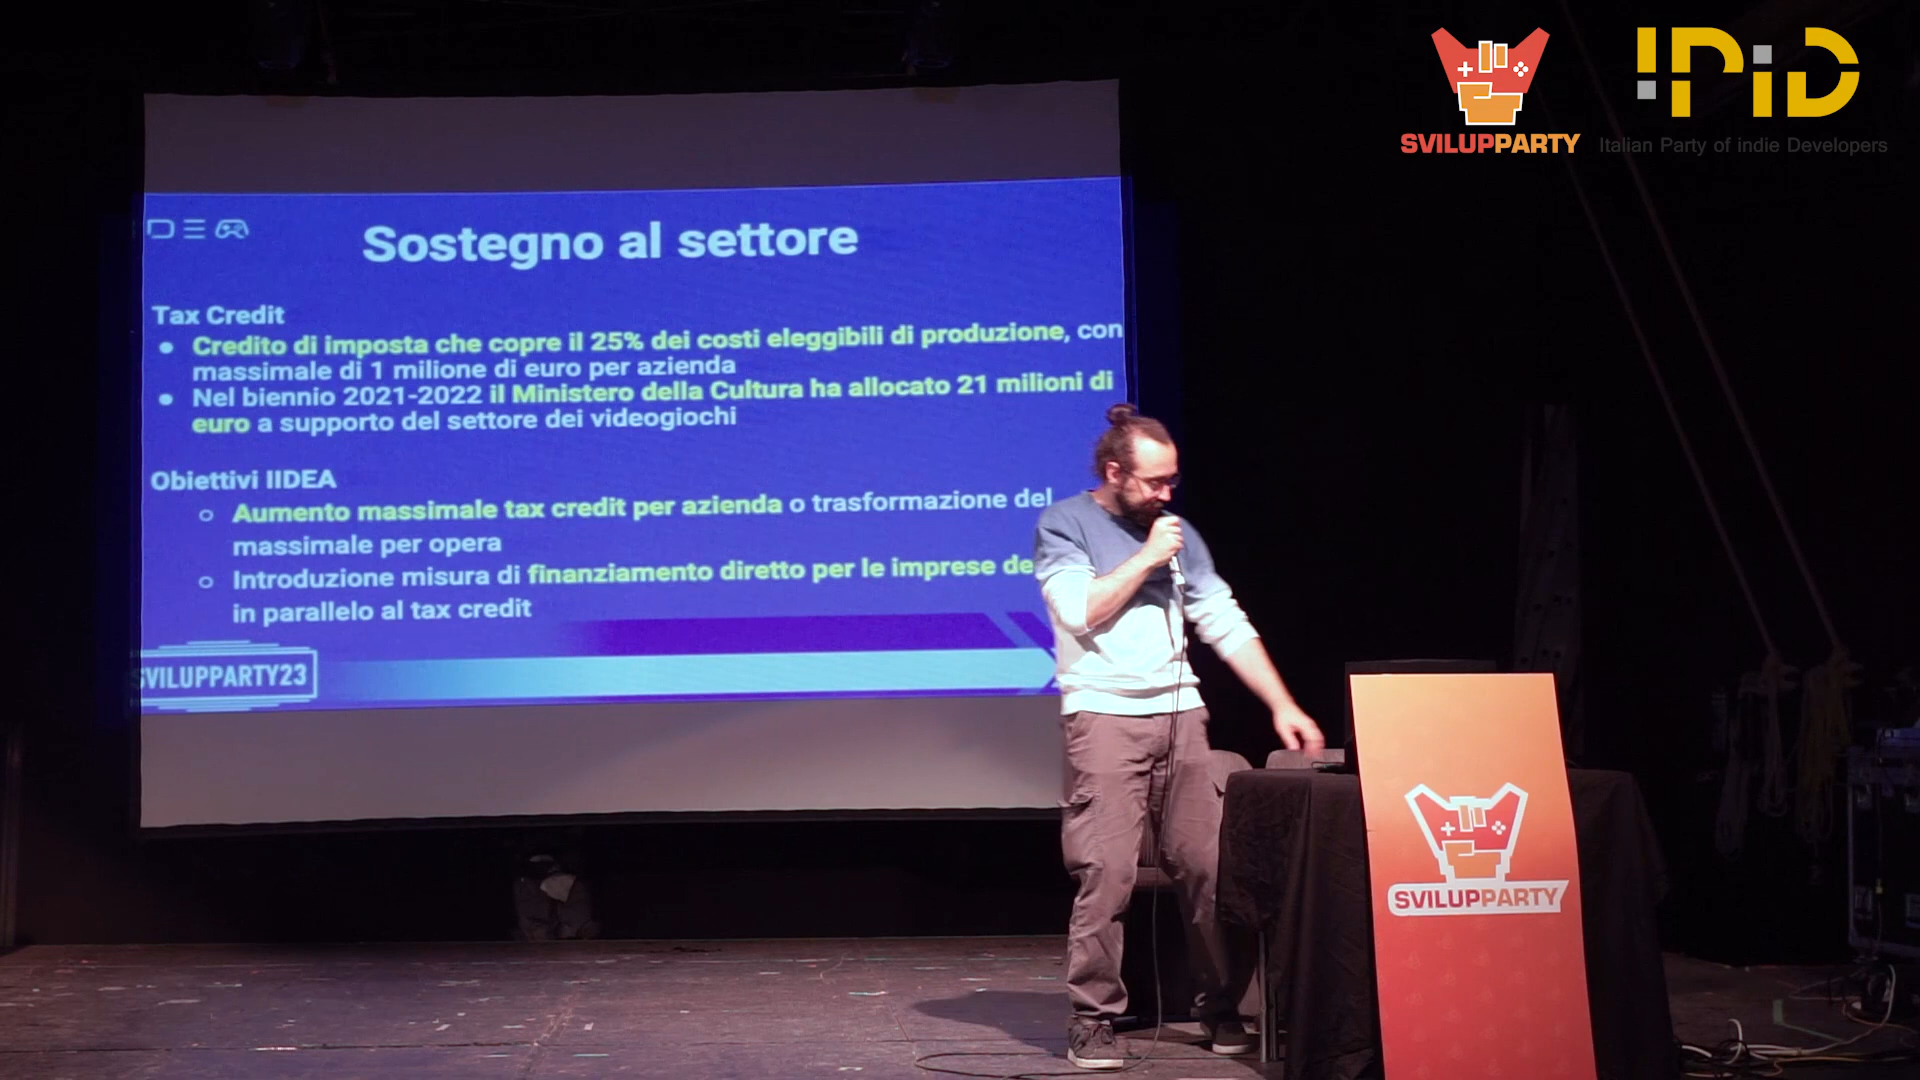 Sostegno al settore
Tax Credit
● Credito di imposta che copre il 25% dei costi eleggibili di produzione, con
massimale di 1 milione di euro per azienda
● Nel biennio 2021-2022 il Ministero della Cultura ha allocato 21 milioni di
euro a supporto del settore dei videogiochi
Obiettivi IIDEA
○ Aumento massimale tax credit per azienda o trasformazione del
massimale per opera
○ Introduzione misura di finanziamento diretto per le imprese
in parallelo al tax credit
SVILUPPARTY23
SVILUPPARTY
IPID
Italian Party of indie Developers
SVILUPPARTY